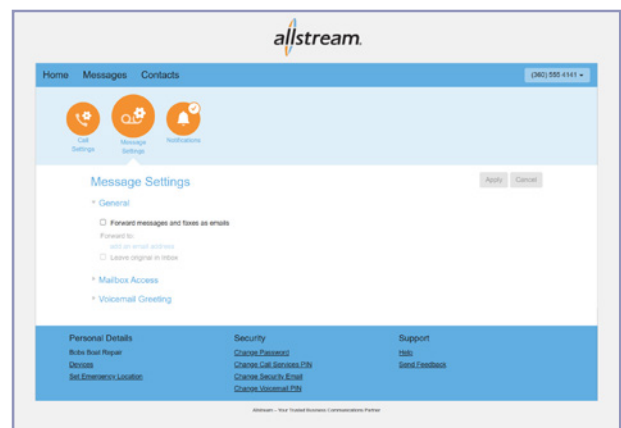 allstream.
Home Messages Contacts
(360) 555 4141
Call
Settings
Message
Settings
Notifications
Message Settings
Apply Cancel
General
Forward messages and faxes as emails
Forward to:
add an email address
Leave original in inbox
Mailbox Access
Voicemail Greeting
Personal Details Security Support
Bobs Boat Repair Change Password Help
Devices Change Call Services PIN Send Feedback
Set Emergency Location Change Security Email
Change Voicemail PIN
Allstream – Your Trusted Business Communications Partner